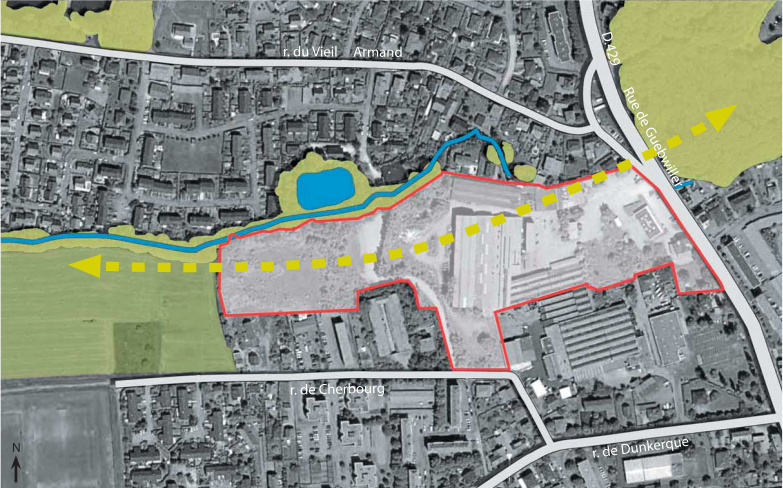 r. du Vieil Armand
D.429
Rue de Guebwiller
r. de Cherbourg
r. de Dunkerque
N